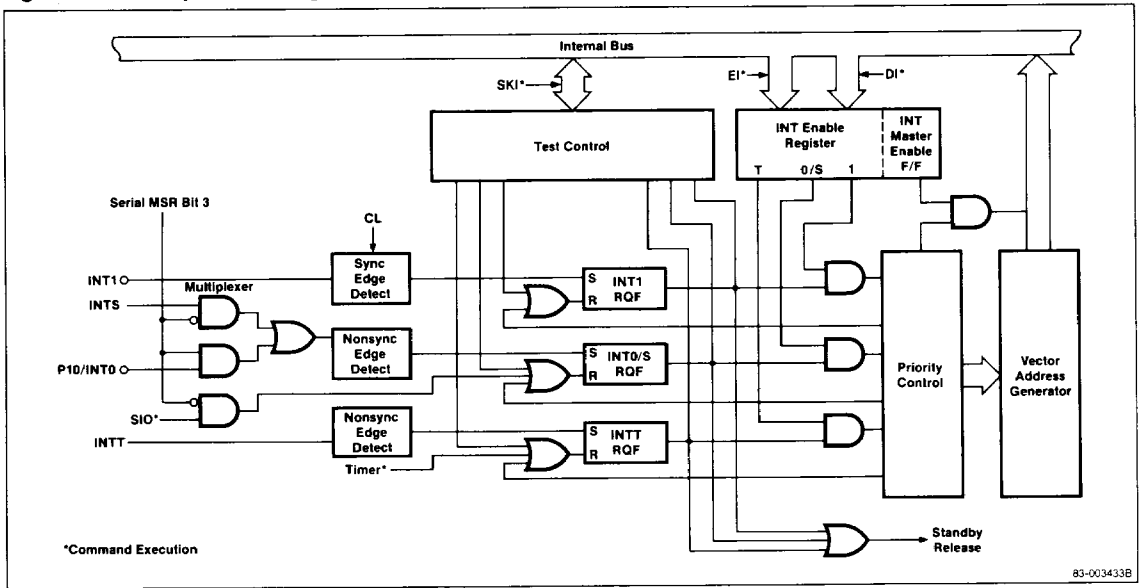 Internal Bus
SKI*
EI*
DI*
Test Control
INT Enable
Register
T 0/S 1
INT
Master
Enable
F/F
Serial MSR Bit 3
CL
INT1
Sync
Edge
Detect
S
R
INT1
RQF
INTS
Multiplexer
P10/INT0
Nonsync
Edge
Detect
S
R
INT0/S
RQF
SIO*
INTT
Nonsync
Edge
Detect
Timer*
S
R
INTT
RQF
Priority
Control
Vector
Address
Generator
Standby
Release
*Command Execution
83-003433B